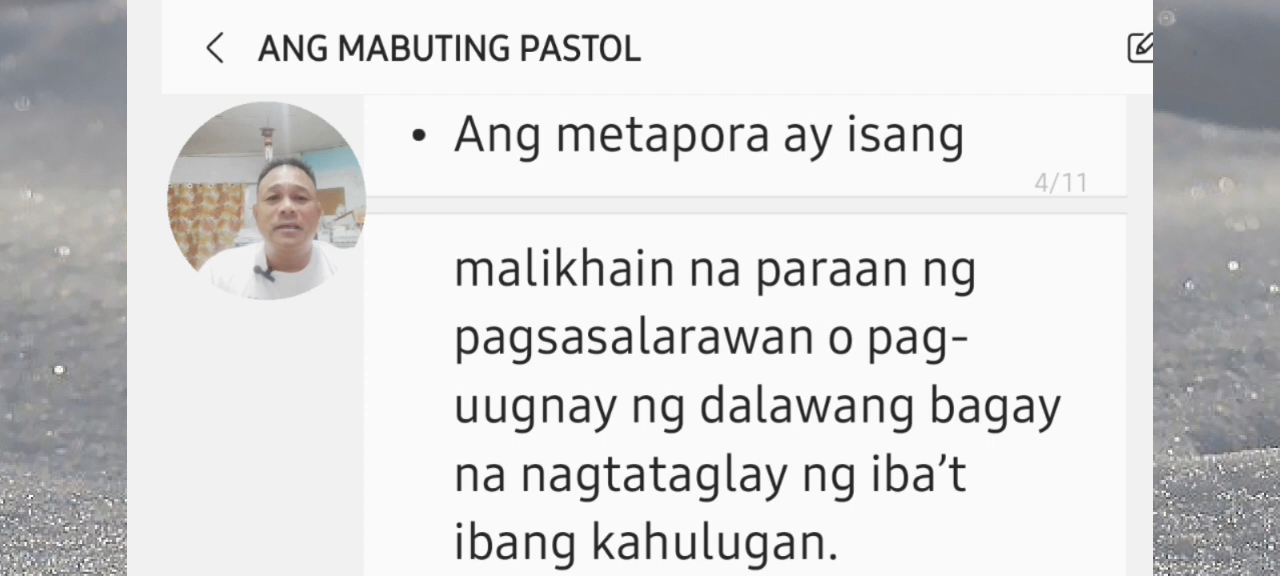 ANG MABUTING PASTOL
• Ang metapora ay isang
4/11
malikhain na paraan ng
pagsasalarawan o pag-
uugnay ng dalawang bagay
na nagtataglay ng iba’t
ibang kahulugan.